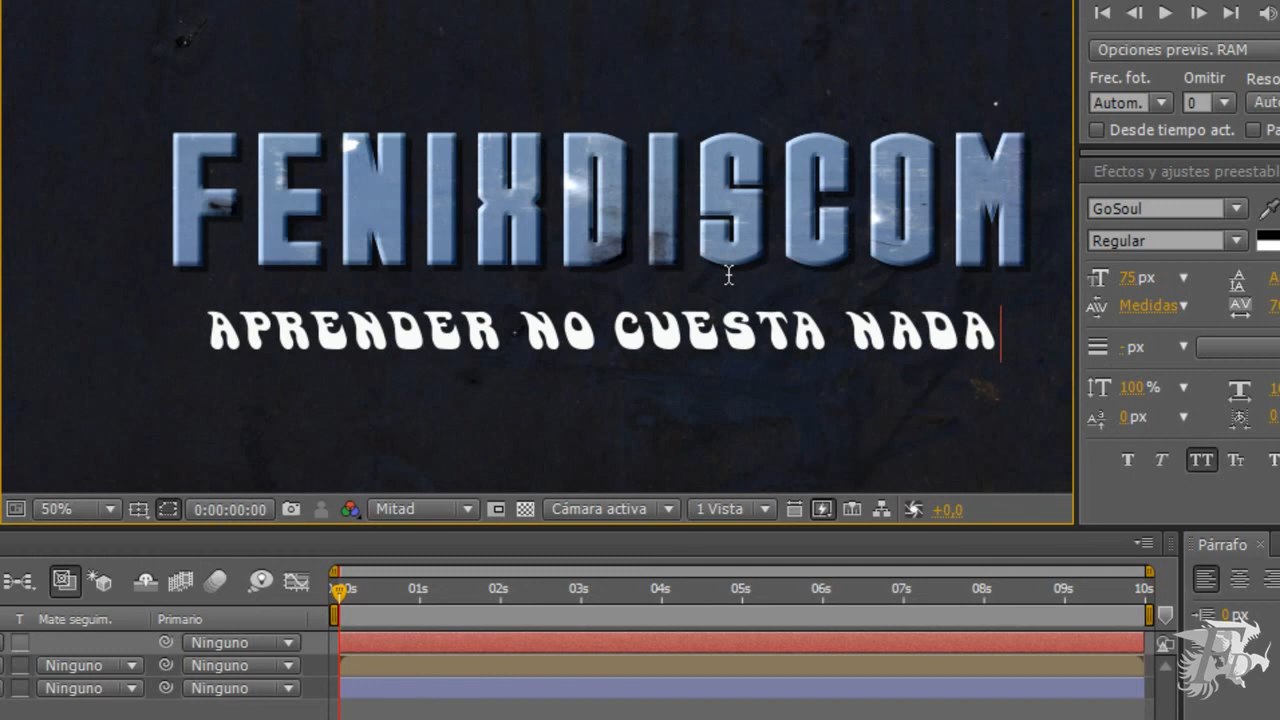 Opciones previs. RAM
Frec. fot. Omitir
Autom. 0
Desde tiempo act.
Efectos y ajustes
GoSoul
Regular
75 px
Medidas
- px
100 %
0 px
T T TT Tt
FENIXDISCOM
APRENDER NO CUESTA NADA
50% 0:00:00:00 Mitad Cámara activa 1 Vista +0,0
Párrafo
0 px
01s 02s 03s 04s 05s 06s 07s 08s 09s 10s
T Mate seguim. Primario
Ninguno
Ninguno Ninguno
Ninguno Ninguno